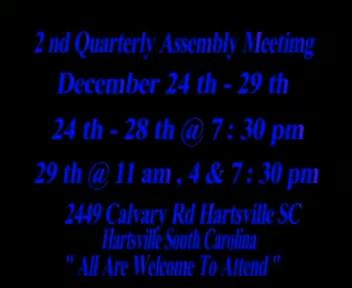 2 nd Quarterly Assembly Meetimg
December 24 th - 29 th
24 th - 28 th @ 7 : 30 pm
29 th @ 11 am , 4 & 7 : 30 pm
2449 Calvary Rd Hartsville SC
Hartsville South Carolina
" All Are Welcome To Attend "